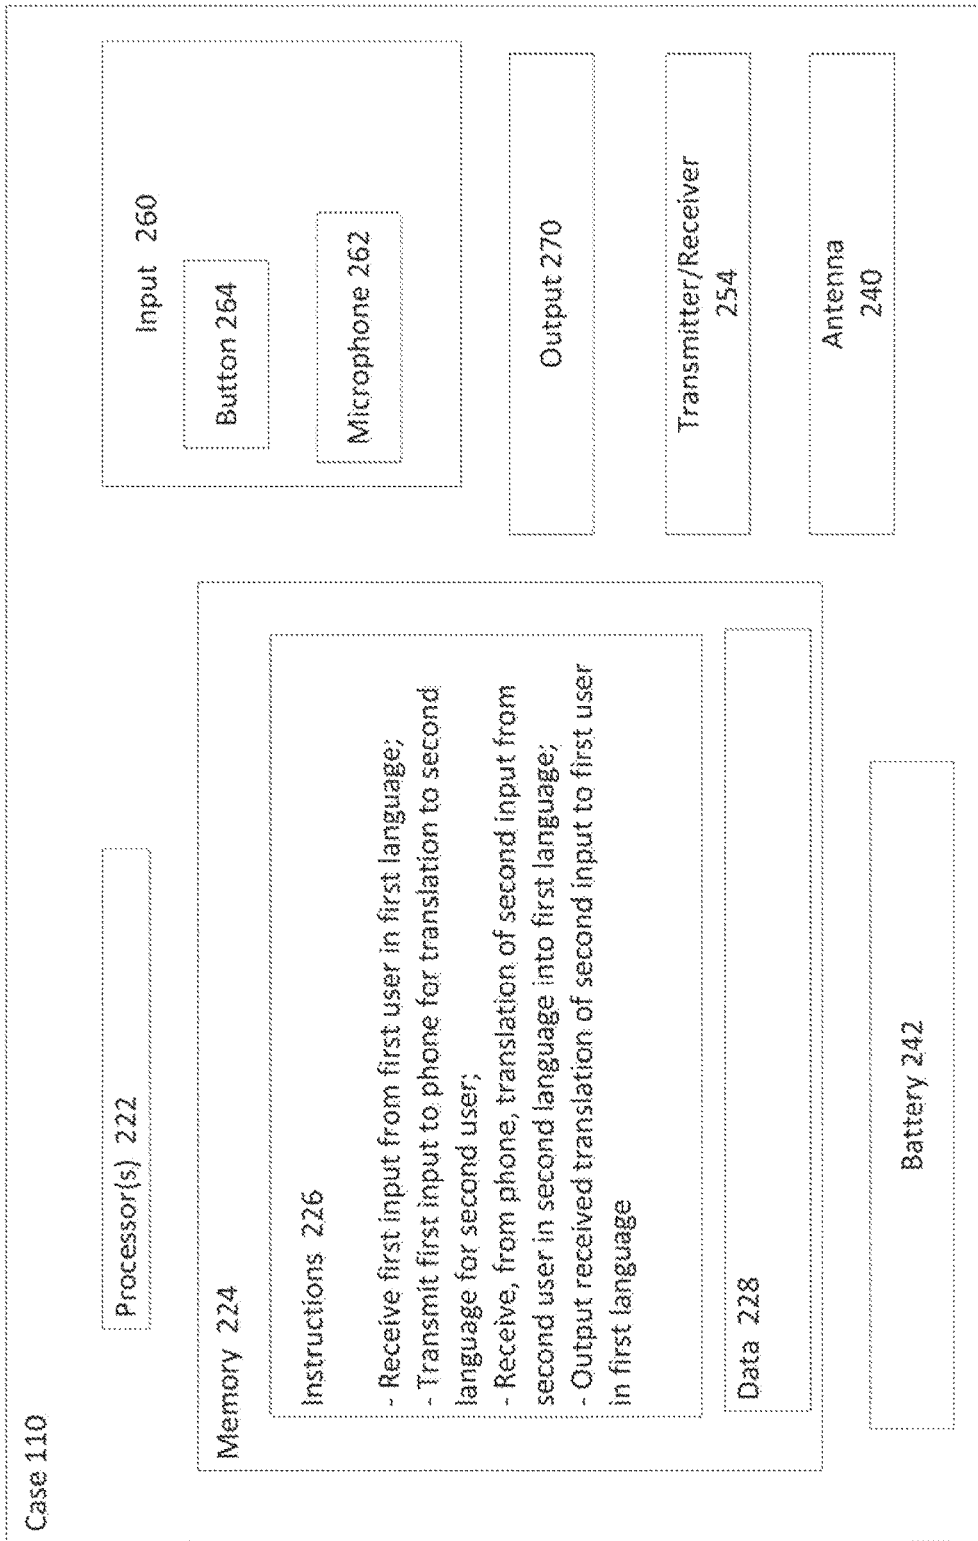 Case 110
Processor(s) 222
Memory 224
Instructions 226
- Receive first input from first user in first language;
- Transmit first input to phone for translation to second
language for second user;
- Receive, from phone, translation of second input from
second user in second language into first language;
- Output received translation of second input to first user
in first language
Data 228
Battery 242
Input 260
Button 264
Microphone 262
Output 270
Transmitter/Receiver
254
Antenna
240